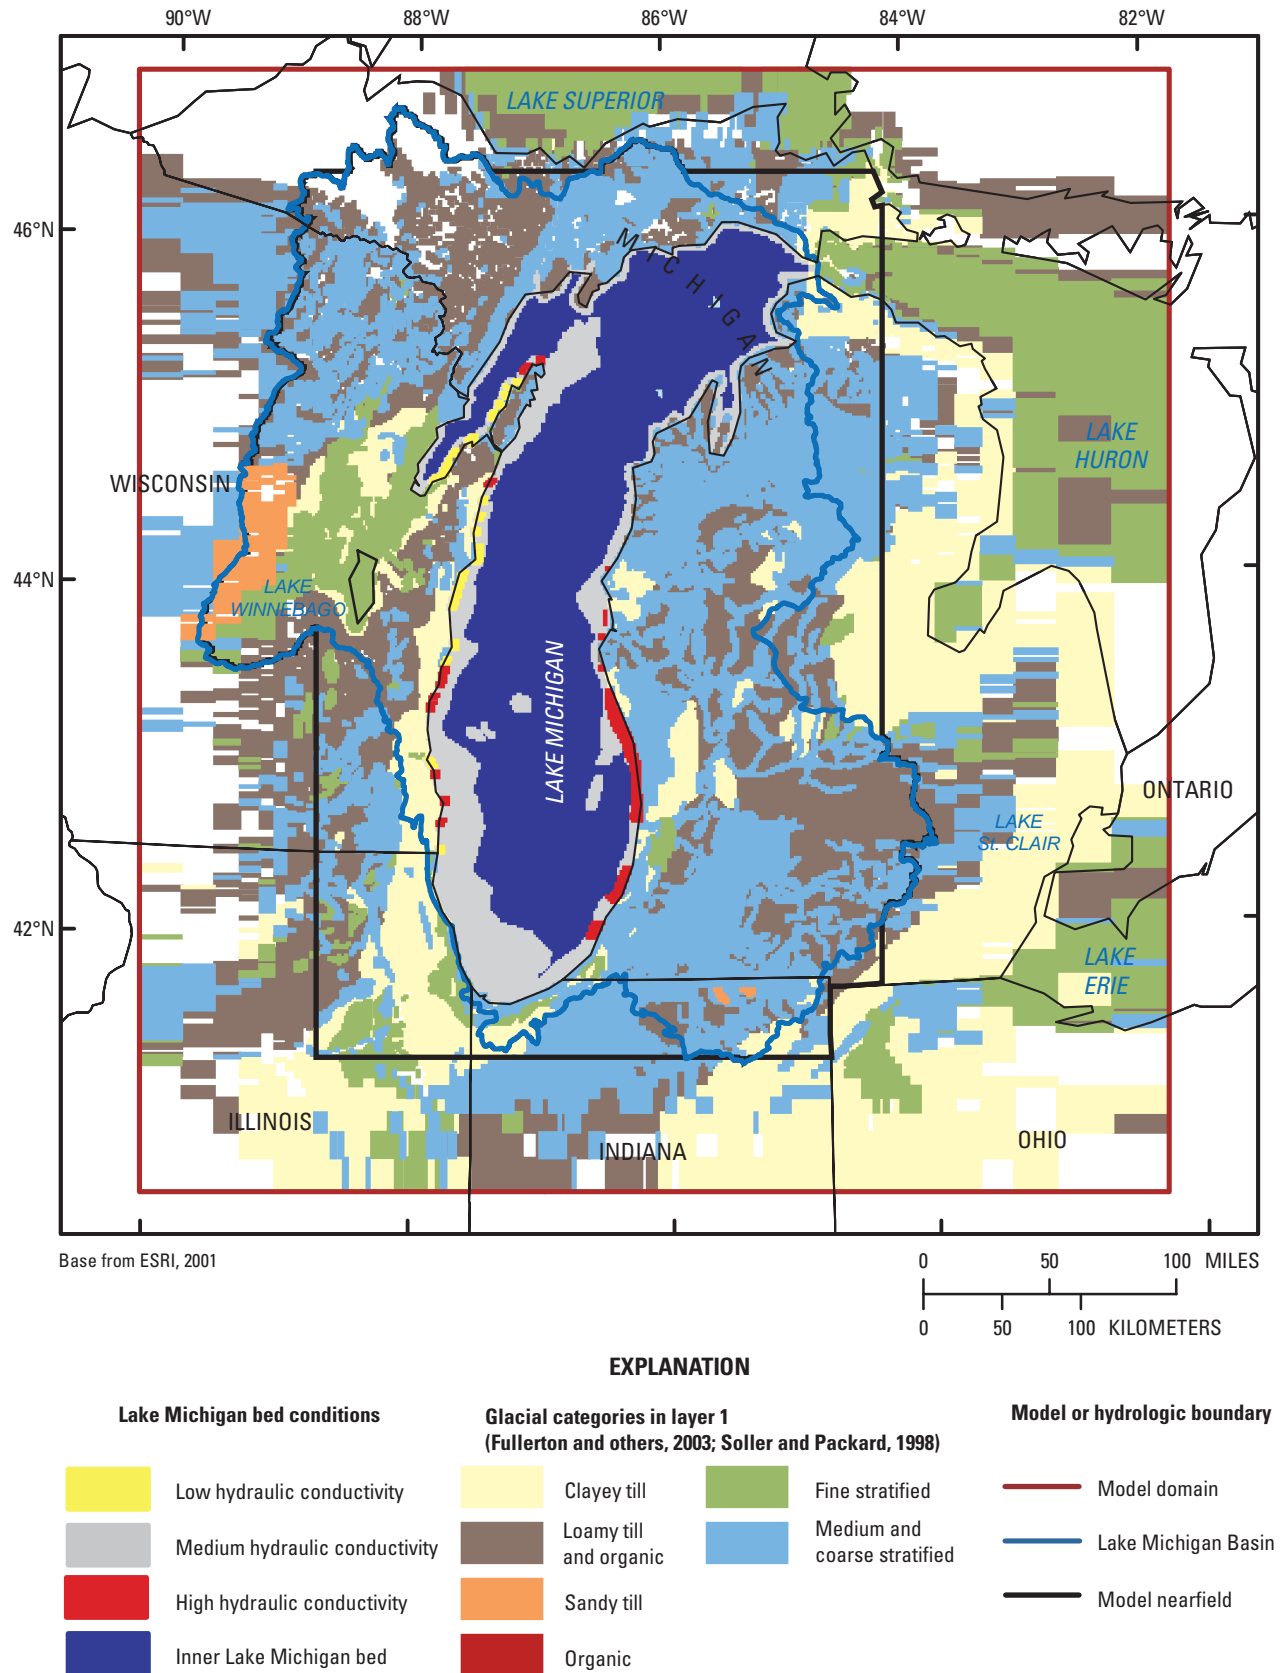 90°W 88°W 86°W 84°W 82°W
LAKE SUPERIOR
46°N
MICHIGAN
LAKE
HURON
WISCONSIN
44°N
LAKE
WINNEBAGO
LAKE MICHIGAN
ONTARIO
LAKE
St. CLAIR
42°N
LAKE
ERIE
ILLINOIS
INDIANA
OHIO
Base from ESRI, 2001
0 50 100 MILES
0 50 100 KILOMETERS
EXPLANATION
Lake Michigan bed conditions
Low hydraulic conductivity
Medium hydraulic conductivity
High hydraulic conductivity
Inner Lake Michigan bed
Glacial categories in layer 1
(Fullerton and others, 2003; Soller and Packard, 1998)
Clayey till
Loamy till
and organic
Sandy till
Organic
Fine stratified
Medium and
coarse stratified
Model or hydrologic boundary
Model domain
Lake Michigan Basin
Model nearfield